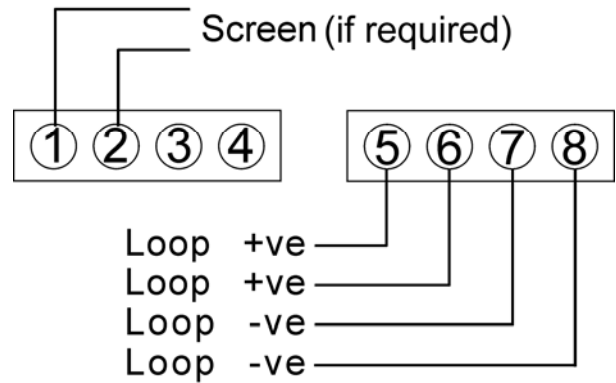 Screen (if required)
1 2 3 4 5 6 7 8
Loop +ve
Loop +ve
Loop -ve
Loop -ve